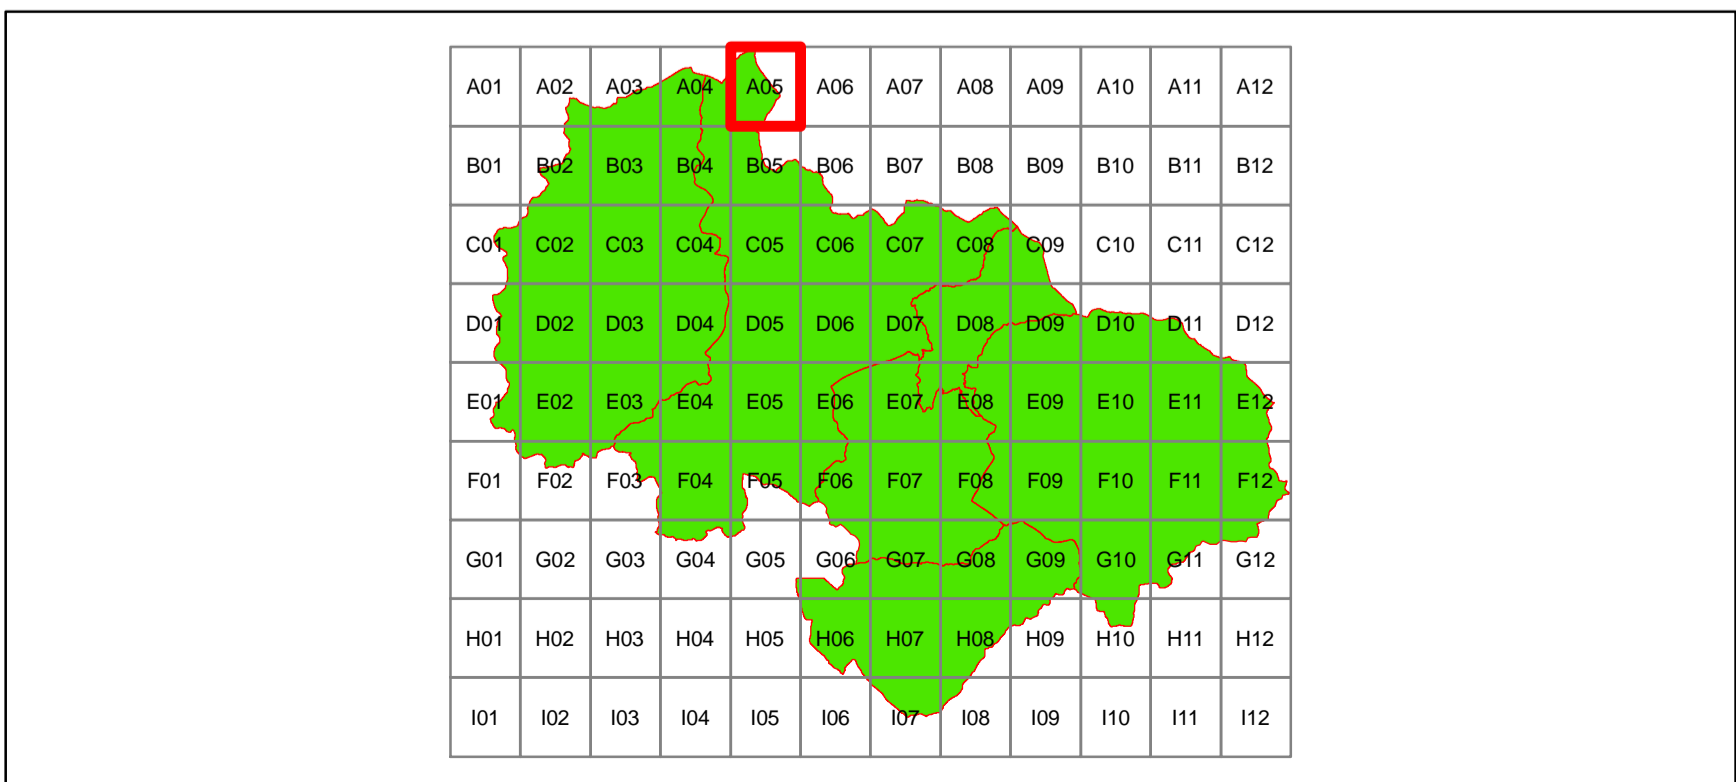 A01 A02 A03 A04 A05 A06 A07 A08 A09 A10 A11 A12
B01 B02 B03 B04 B05 B06 B07 B08 B09 B10 B11 B12
C01 C02 C03 C04 C05 C06 C07 C08 C09 C10 C11 C12
D01 D02 D03 D04 D05 D06 D07 D08 D09 D10 D11 D12
E01 E02 E03 E04 E05 E06 E07 E08 E09 E10 E11 E12
F01 F02 F03 F04 F05 F06 F07 F08 F09 F10 F11 F12
G01 G02 G03 G04 G05 G06 G07 G08 G09 G10 G11 G12
H01 H02 H03 H04 H05 H06 H07 H08 H09 H10 H11 H12
I01 I02 I03 I04 I05 I06 I07 I08 I09 I10 I11 I12